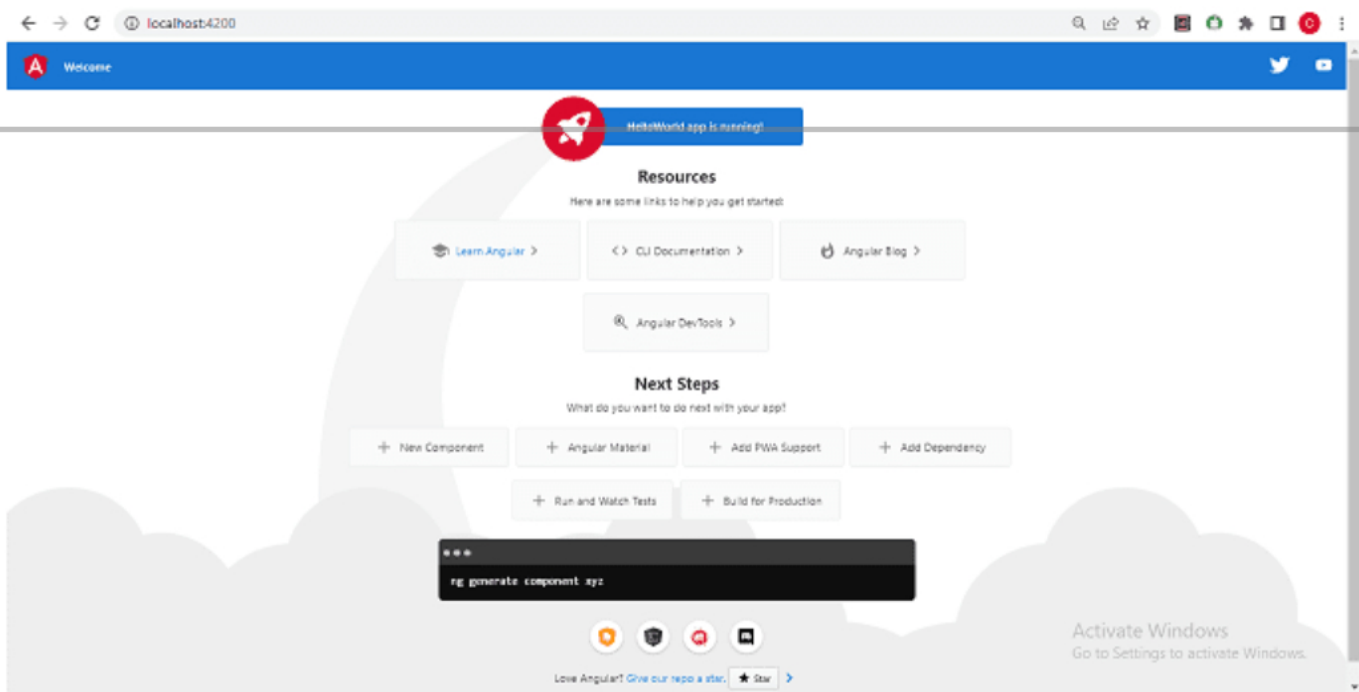 localhost:4200
C
A Welcome
HelloWorld app is running!
Resources
Here are some links to help you get started:
Learn Angular > <> CLI Documentation > Angular Blog >
Angular DevTools >
Next Steps
What do you want to do next with your app?
+ New Component + Angular Material + Add PWA Support + Add Dependency
+ Run and Watch Tests + Build for Production
ng generate component xyz
Activate Windows
Go to Settings to activate Windows.
Love Angular? Give our repo a star. ★ Star >